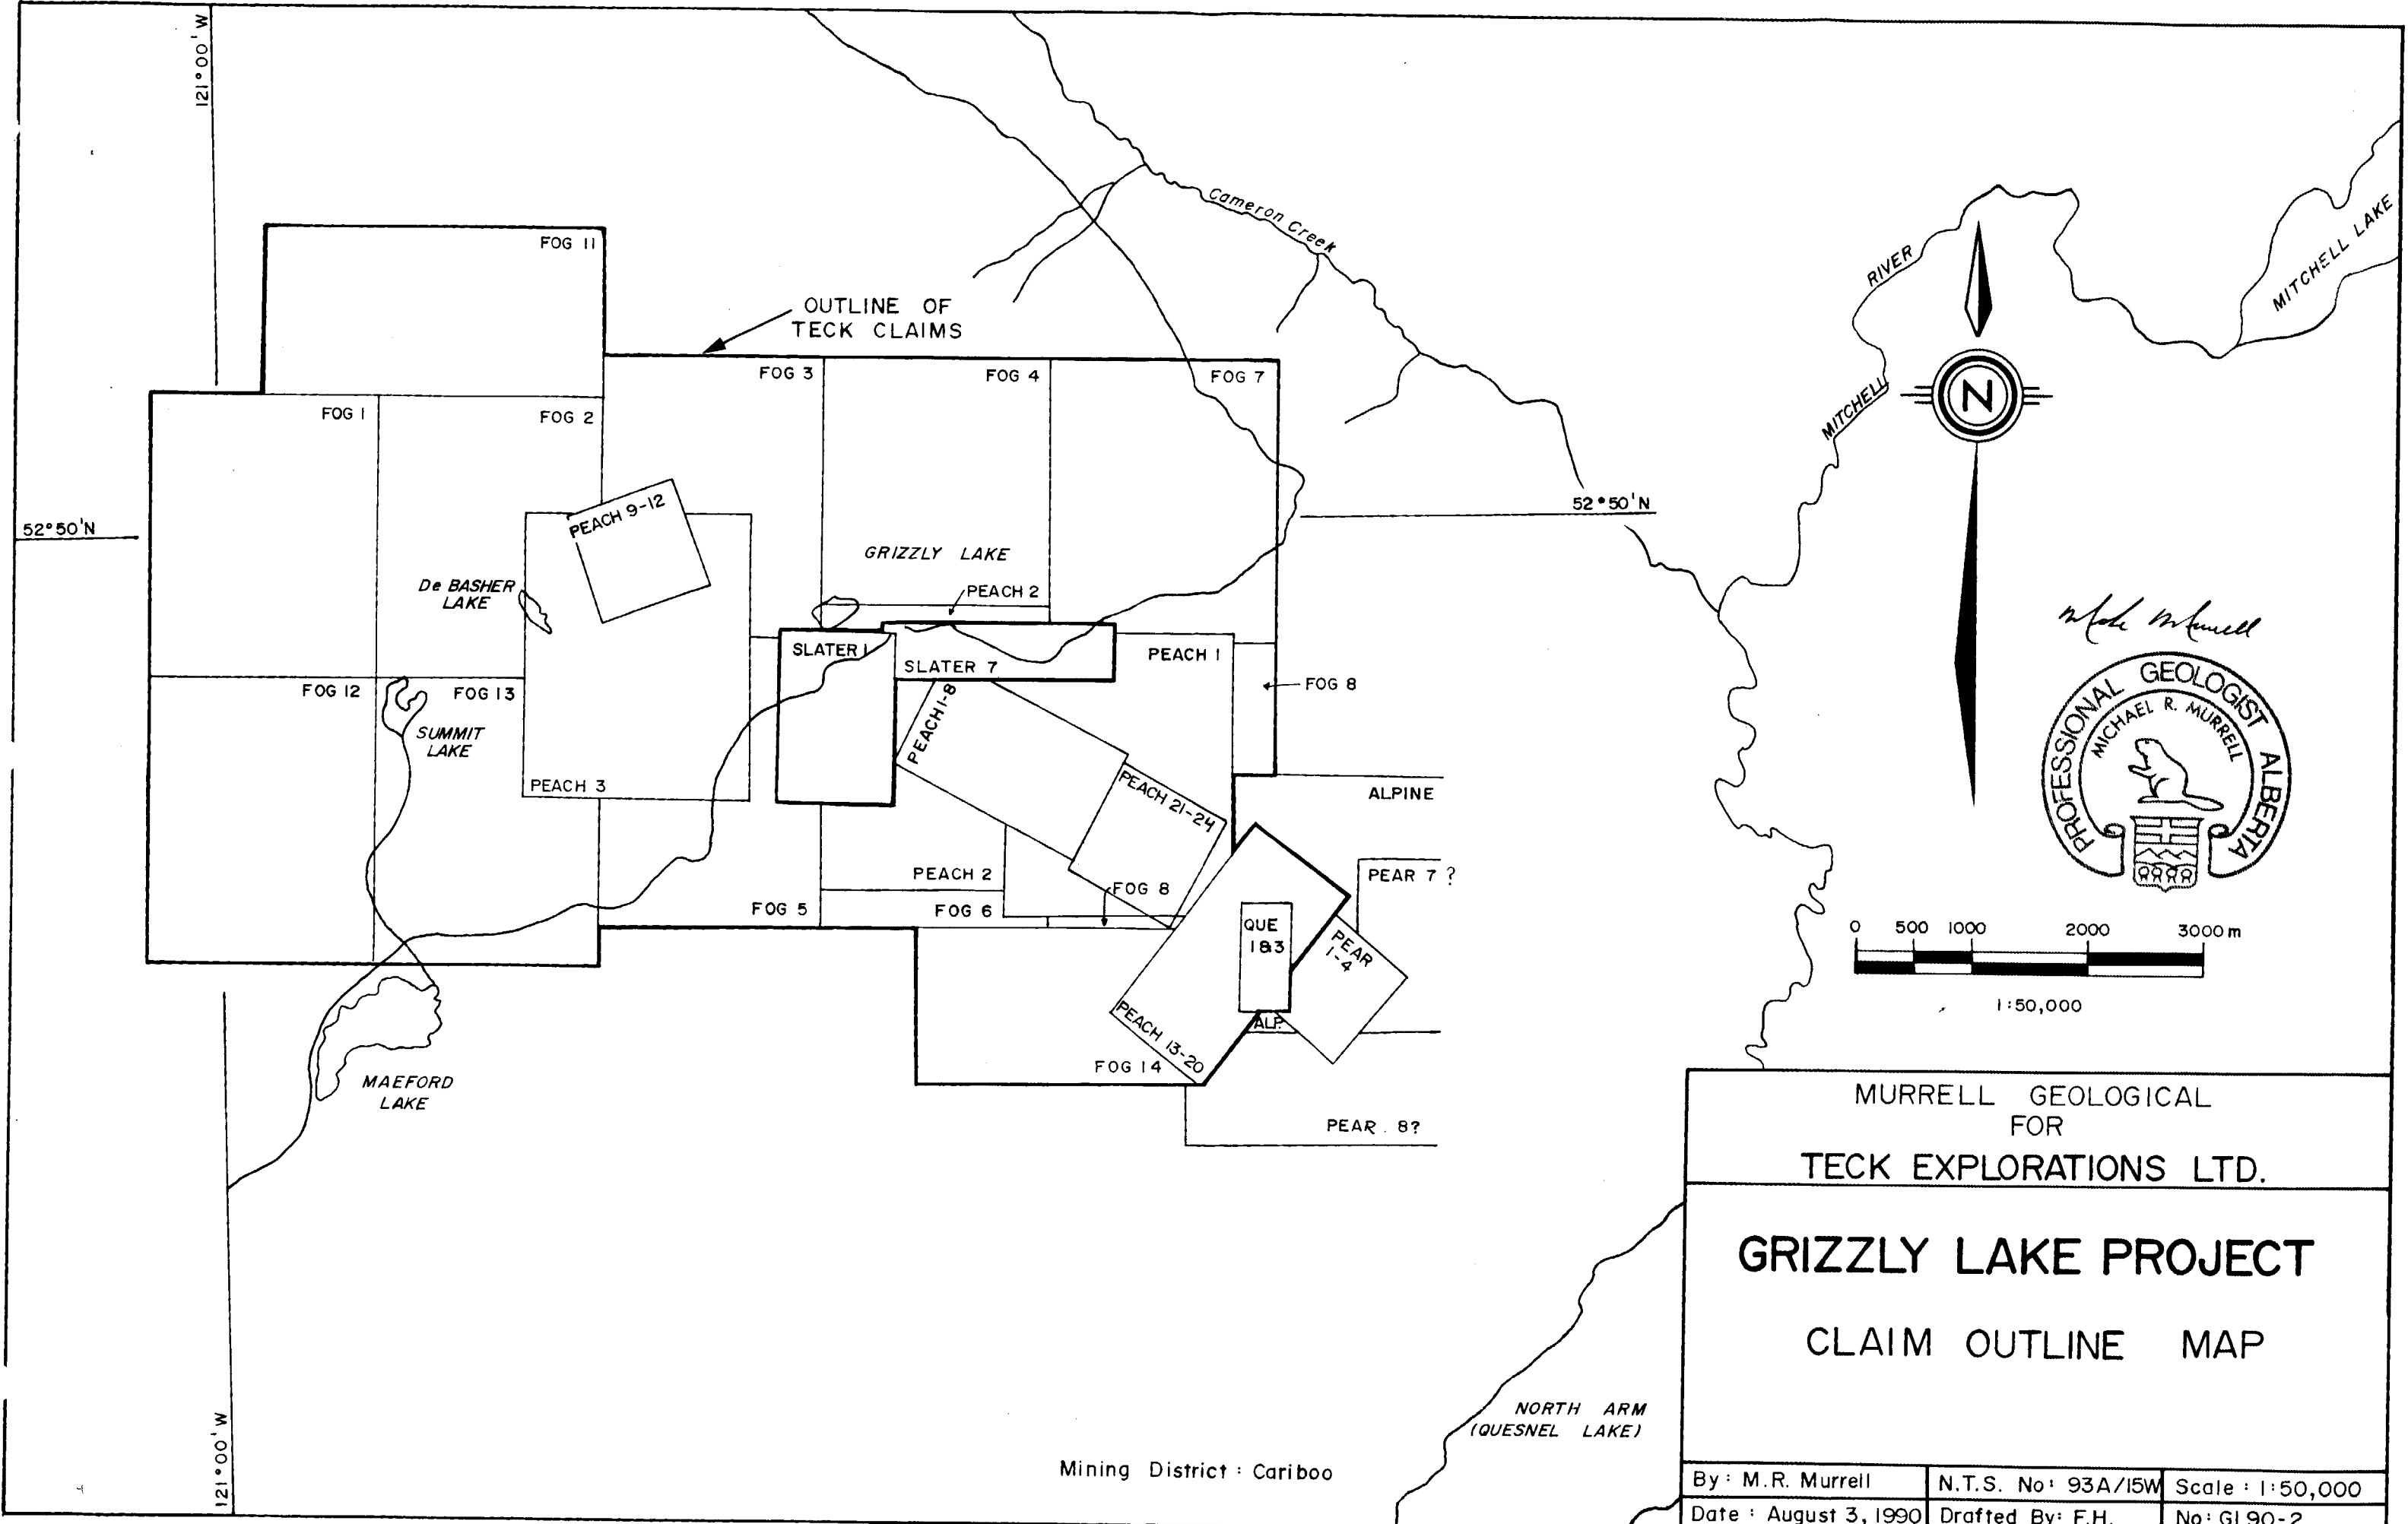 121°00'W
Cameron Creek
RIVER
MITCHELL
MITCHELL LAKE
FOG 11
OUTLINE OF
TECK CLAIMS
FOG 3
FOG 4
FOG 7
FOG 1
FOG 2
N
52°50'N
PEACH 9-12
52°50'N
GRIZZLY LAKE
De BASHER
LAKE
PEACH 2
SLATER 1
SLATER 7
PEACH 1
FOG 8
FOG 12
FOG 13
SUMMIT
LAKE
PEACH 1-8
PEACH 3
PEACH 21-24
ALPINE
PEACH 2
FOG 8
PEAR 7 ?
FOG 5
FOG 6
QUE
1&3
PEAR
1-4
ALP.
PEACH 13-20
FOG 14
MAEFORD
LAKE
PEAR 8?
PROFESSIONAL GEOLOGIST ALBERTA
MICHAEL R. MURRELL
0 500 1000 2000 3000 m
1:50,000
MURRELL GEOLOGICAL
FOR
TECK EXPLORATIONS LTD.
GRIZZLY LAKE PROJECT
CLAIM OUTLINE MAP
NORTH ARM
(QUESNEL LAKE)
121°00'W
Mining District : Cariboo
By : M.R. Murrell
N.T.S. No: 93A/15W
Scale : 1:50,000
Date : August 3, 1990
Drafted By: F.H.
No: GL90-2